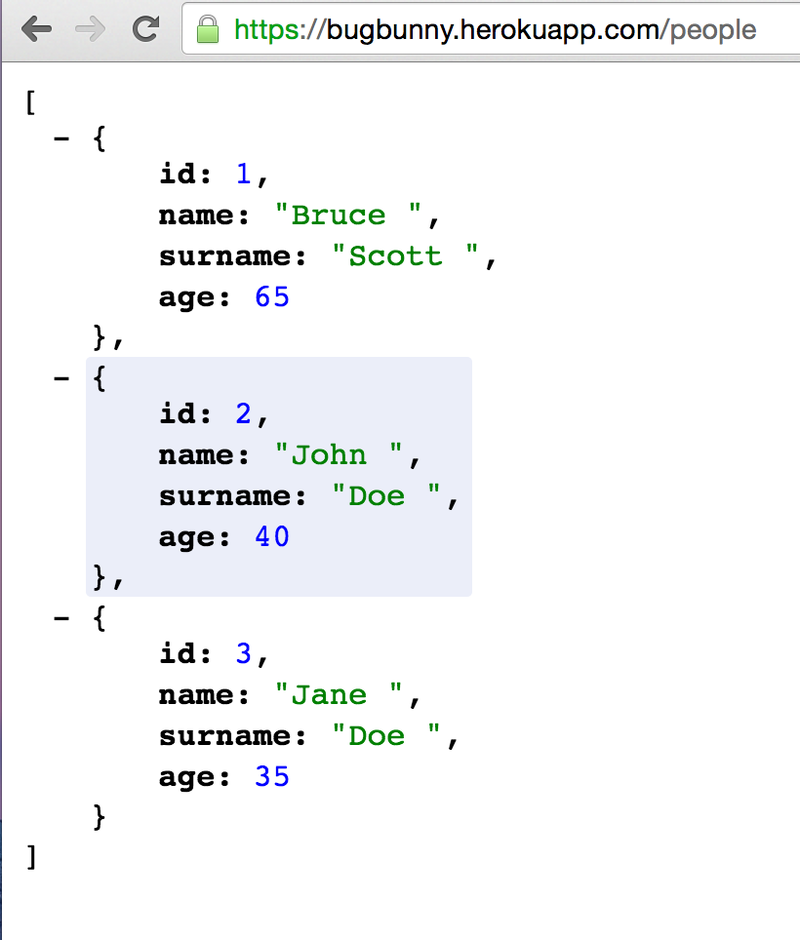 https://bugbunny.herokuapp.com/people
[
- {
id: 1,
name: "Bruce ",
surname: "Scott ",
age: 65
},
- {
id: 2,
name: "John ",
surname: "Doe ",
age: 40
},
- {
id: 3,
name: "Jane ",
surname: "Doe ",
age: 35
}
]